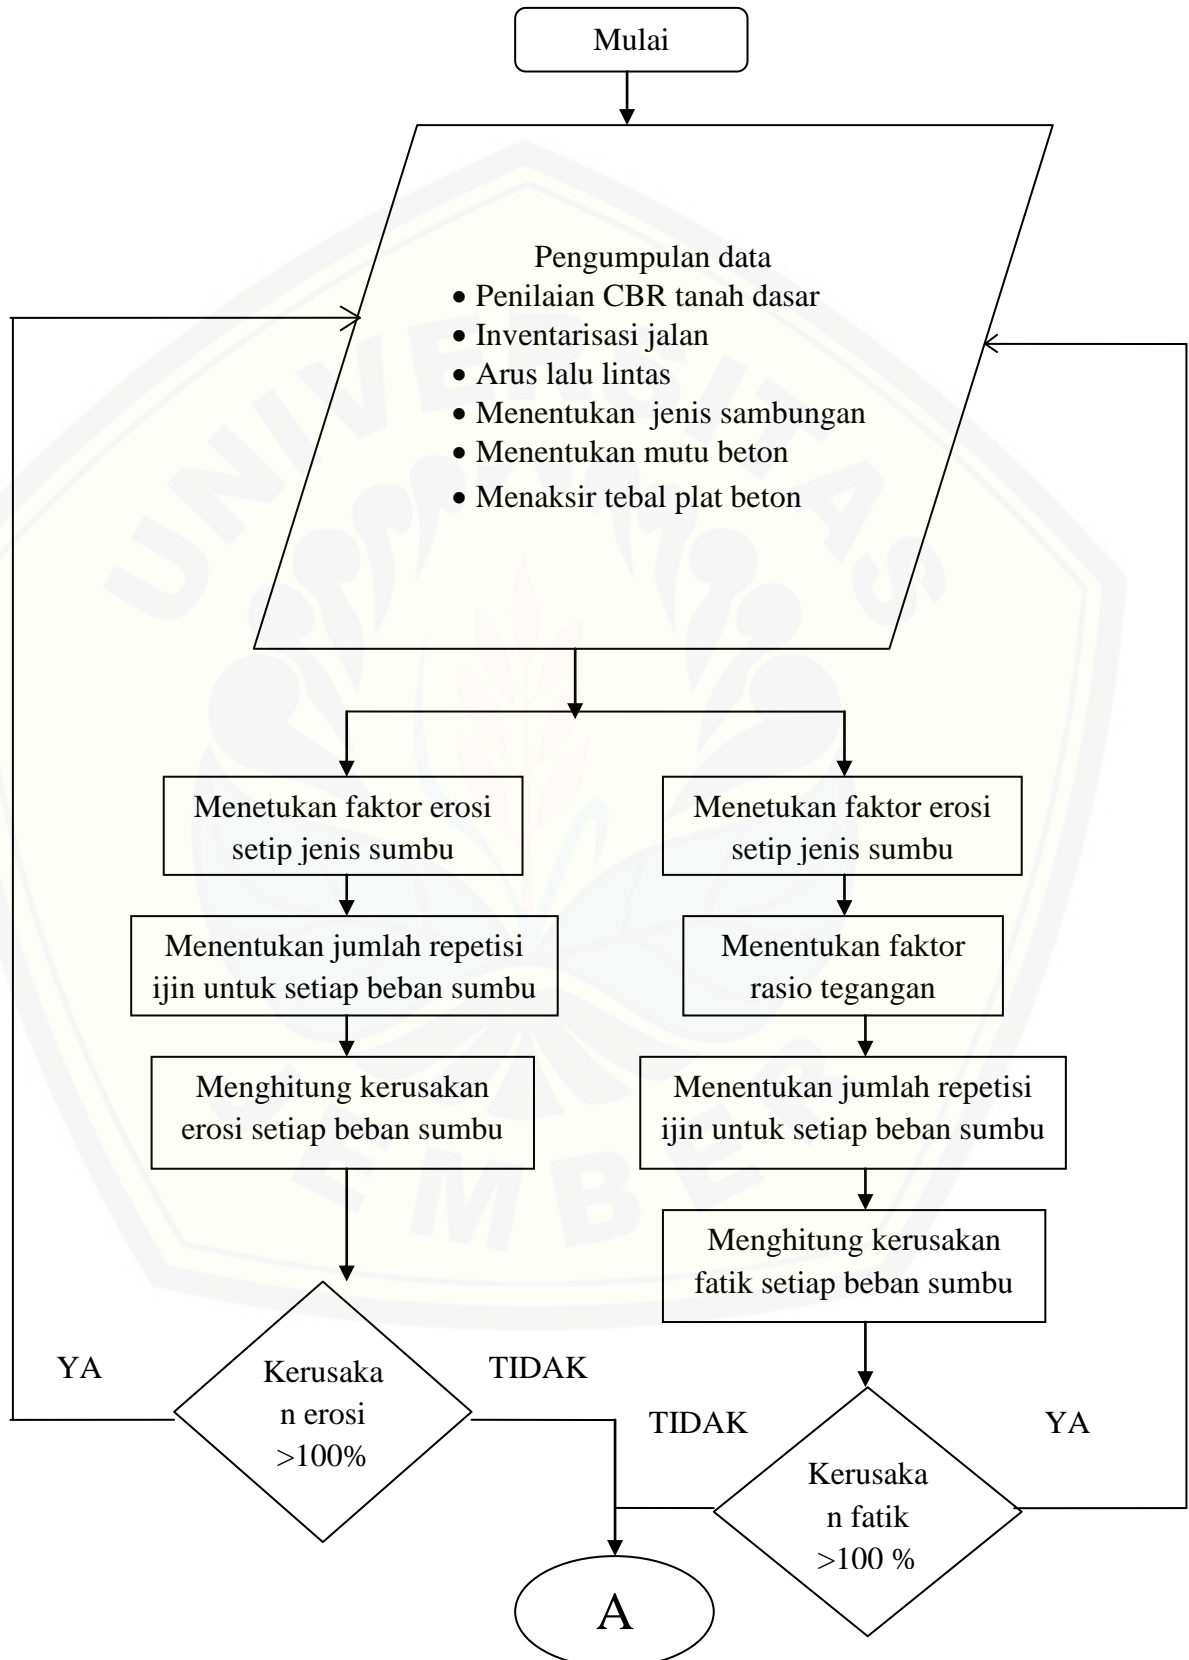 Mulai
Pengumpulan data
• Penilaian CBR tanah dasar
• Inventarisasi jalan
• Arus lalu lintas
• Menentukan jenis sambungan
• Menentukan mutu beton
• Menaksir tebal plat beton
UNIVERSITAS
JEMBER
Menetukan faktor erosi
setip jenis sumbu
Menetukan faktor erosi
setip jenis sumbu
Menentukan jumlah repetisi
ijin untuk setiap beban sumbu
Menentukan faktor
rasio tegangan
Menghitung kerusakan
erosi setiap beban sumbu
Menentukan jumlah repetisi
ijin untuk setiap beban sumbu
Menghitung kerusakan
fatik setiap beban sumbu
YA
Kerusaka
n erosi
>100%
TIDAK
TIDAK
Kerusaka
n fatik
>100 %
YA
A